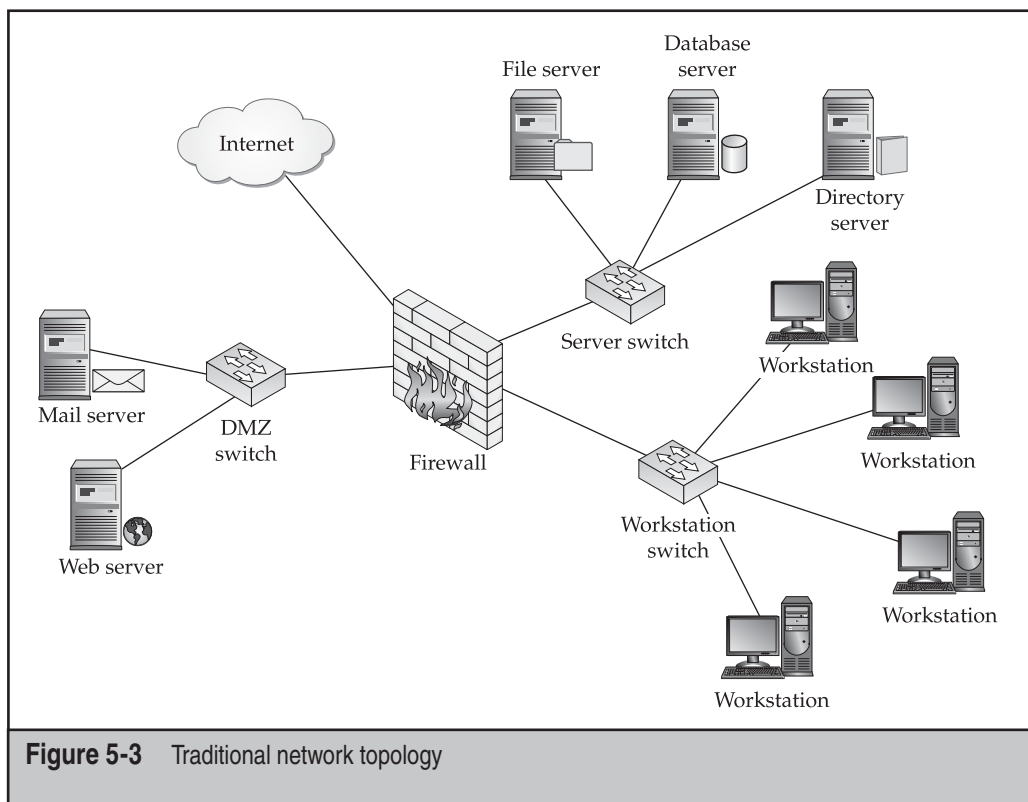 File server
Database
server
Internet
Directory
server
Server switch
Workstation
Mail server
DMZ
switch
Firewall
Workstation
Workstation
switch
Web server
Workstation
Workstation
Figure 5-3 Traditional network topology